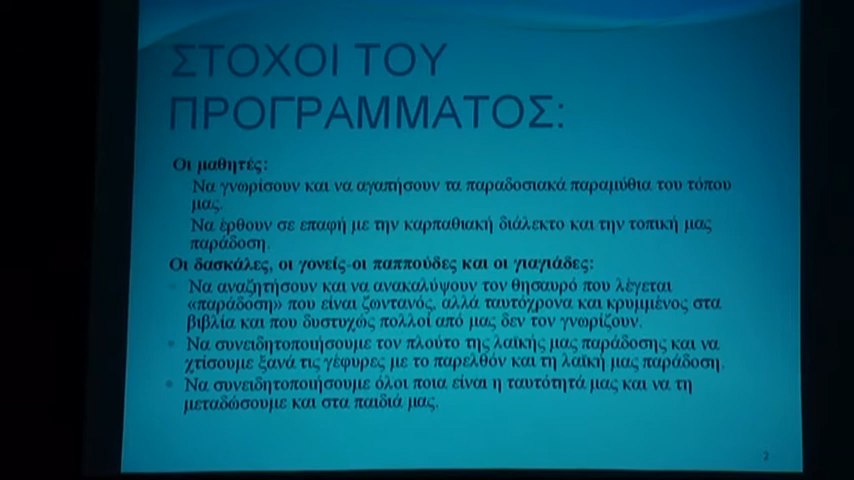 ΣΤΟΧΟΙ ΤΟΥ
ΠΡΟΓΡΑΜΜΑΤΟΣ:
Οι μαθητές:
Να γνωρίσουν και να αγαπήσουν τα παραδοσιακά παραμύθια του τόπου
μας.
Να έρθουν σε επαφή με την καρπαθιακή διάλεκτο και την τοπική μας
παράδοση.
Οι δασκάλες, οι γονείς-οι παππούδες και οι γιαγιάδες:
Να αναζητήσουν και να ανακαλύψουν τον θησαυρό που λέγεται
«παράδοση» που είναι ζωντανός, αλλά ταυτόχρονα και κρυμμένος στα
βιβλία και που δυστυχώς πολλοί από μας δεν τον γνωρίζουν.
Να συνειδητοποιήσουμε τον πλούτο της λαϊκής μας παράδοσης και να
χτίσουμε ξανά τις γέφυρες με το παρελθόν και τη λαϊκή μας παράδοση.
Να συνειδητοποιήσουμε όλοι ποια είναι η ταυτότητά μας και να τη
μεταδώσουμε και στα παιδιά μας.
2